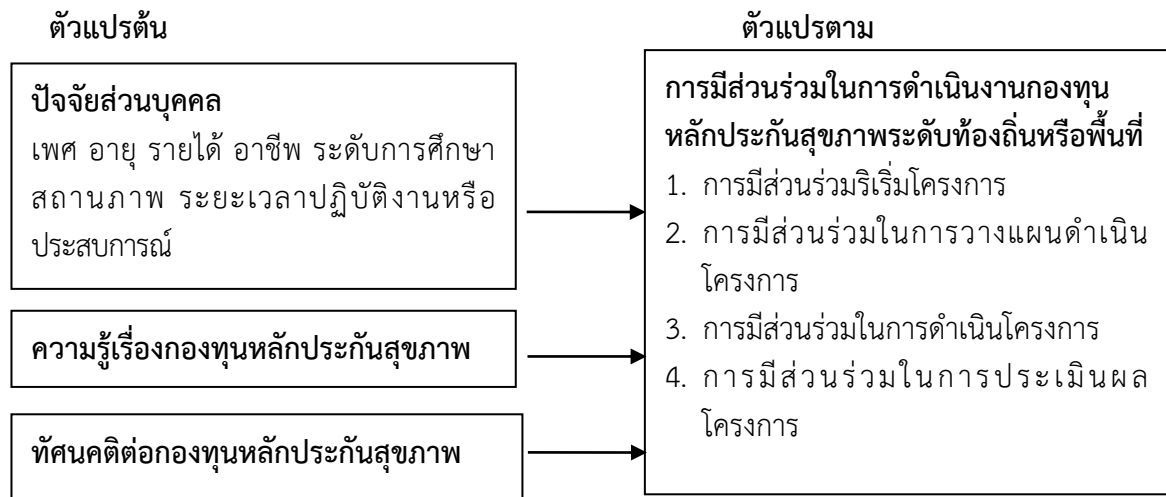 ตัวแปรต้น
ปัจจัยส่วนบุคคล
เพศ อายุ รายได้ อาชีพ ระดับการศึกษา
สถานภาพ ระยะเวลาปฏิบัติงานหรือ
ประสบการณ์
ความรู้เรื่องกองทุนหลักประกันสุขภาพ
ทัศนคติต่อกองทุนหลักประกันสุขภาพ
ตัวแปรตาม
การมีส่วนร่วมในการดำเนินงานกองทุน
หลักประกันสุขภาพระดับท้องถิ่นหรือพื้นที่
1. การมีส่วนร่วมริเริ่มโครงการ
2. การมีส่วนร่วมในการวางแผนดำเนิน
โครงการ
3. การมีส่วนร่วมในการดำเนินโครงการ
4. การมีส่วนร่วมในการประเมินผล
โครงการ